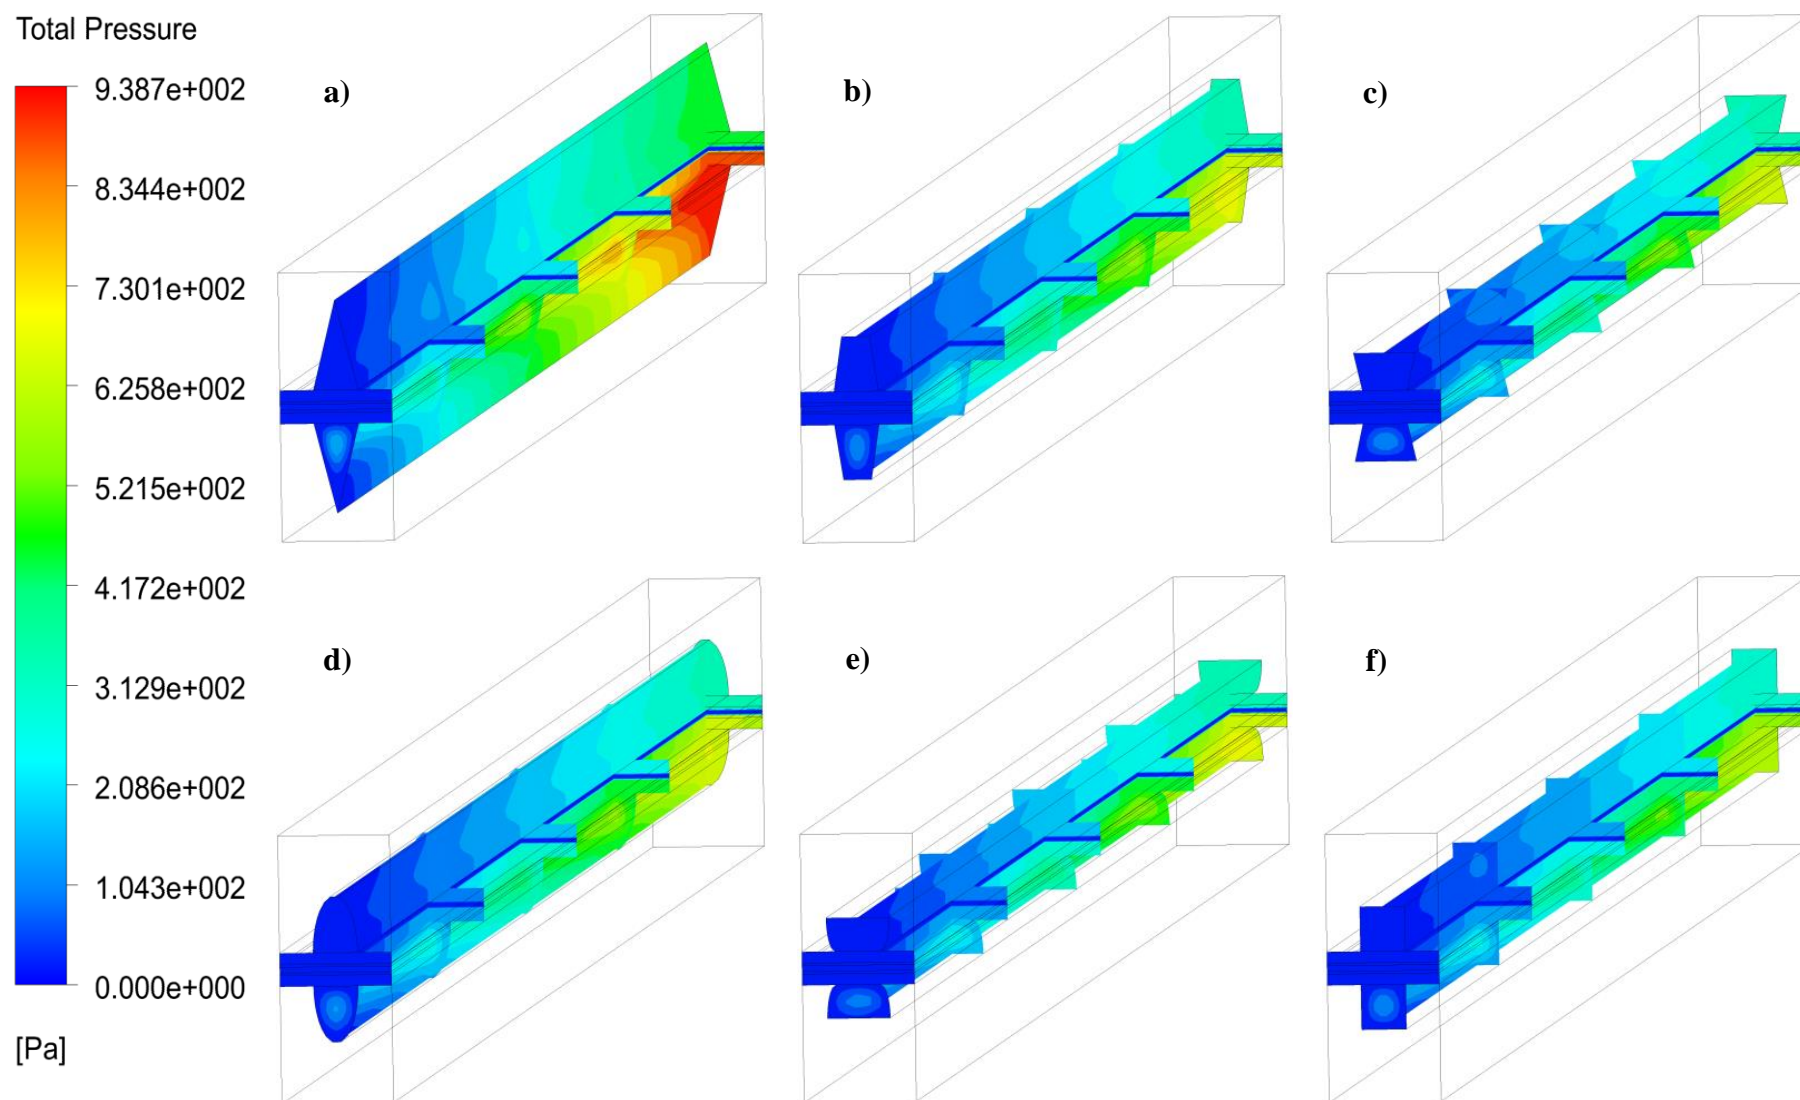 Total Pressure
9.387e+002
8.344e+002
7.301e+002
6.258e+002
5.215e+002
4.172e+002
3.129e+002
2.086e+002
1.043e+002
0.000e+000
[Pa]
a)
b)
c)
d)
e)
f)